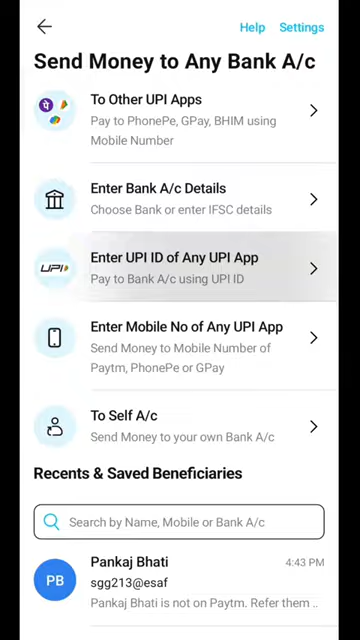 Help Settings
Send Money to Any Bank A/c
To Other UPI Apps
Pay to PhonePe, GPay, BHIM using
Mobile Number
Enter Bank A/c Details
Choose Bank or enter IFSC details
UPI
Enter UPI ID of Any UPI App
Pay to Bank A/c using UPI ID
Enter Mobile No of Any UPI App
Send Money to Mobile Number of
Paytm, PhonePe or GPay
To Self A/c
Send Money to your own Bank A/c
Recents & Saved Beneficiaries
Search by Name, Mobile or Bank A/c
PB
Pankaj Bhati 4:43 PM
sgg213@esaf
Pankaj Bhati is not on Paytm. Refer them ..